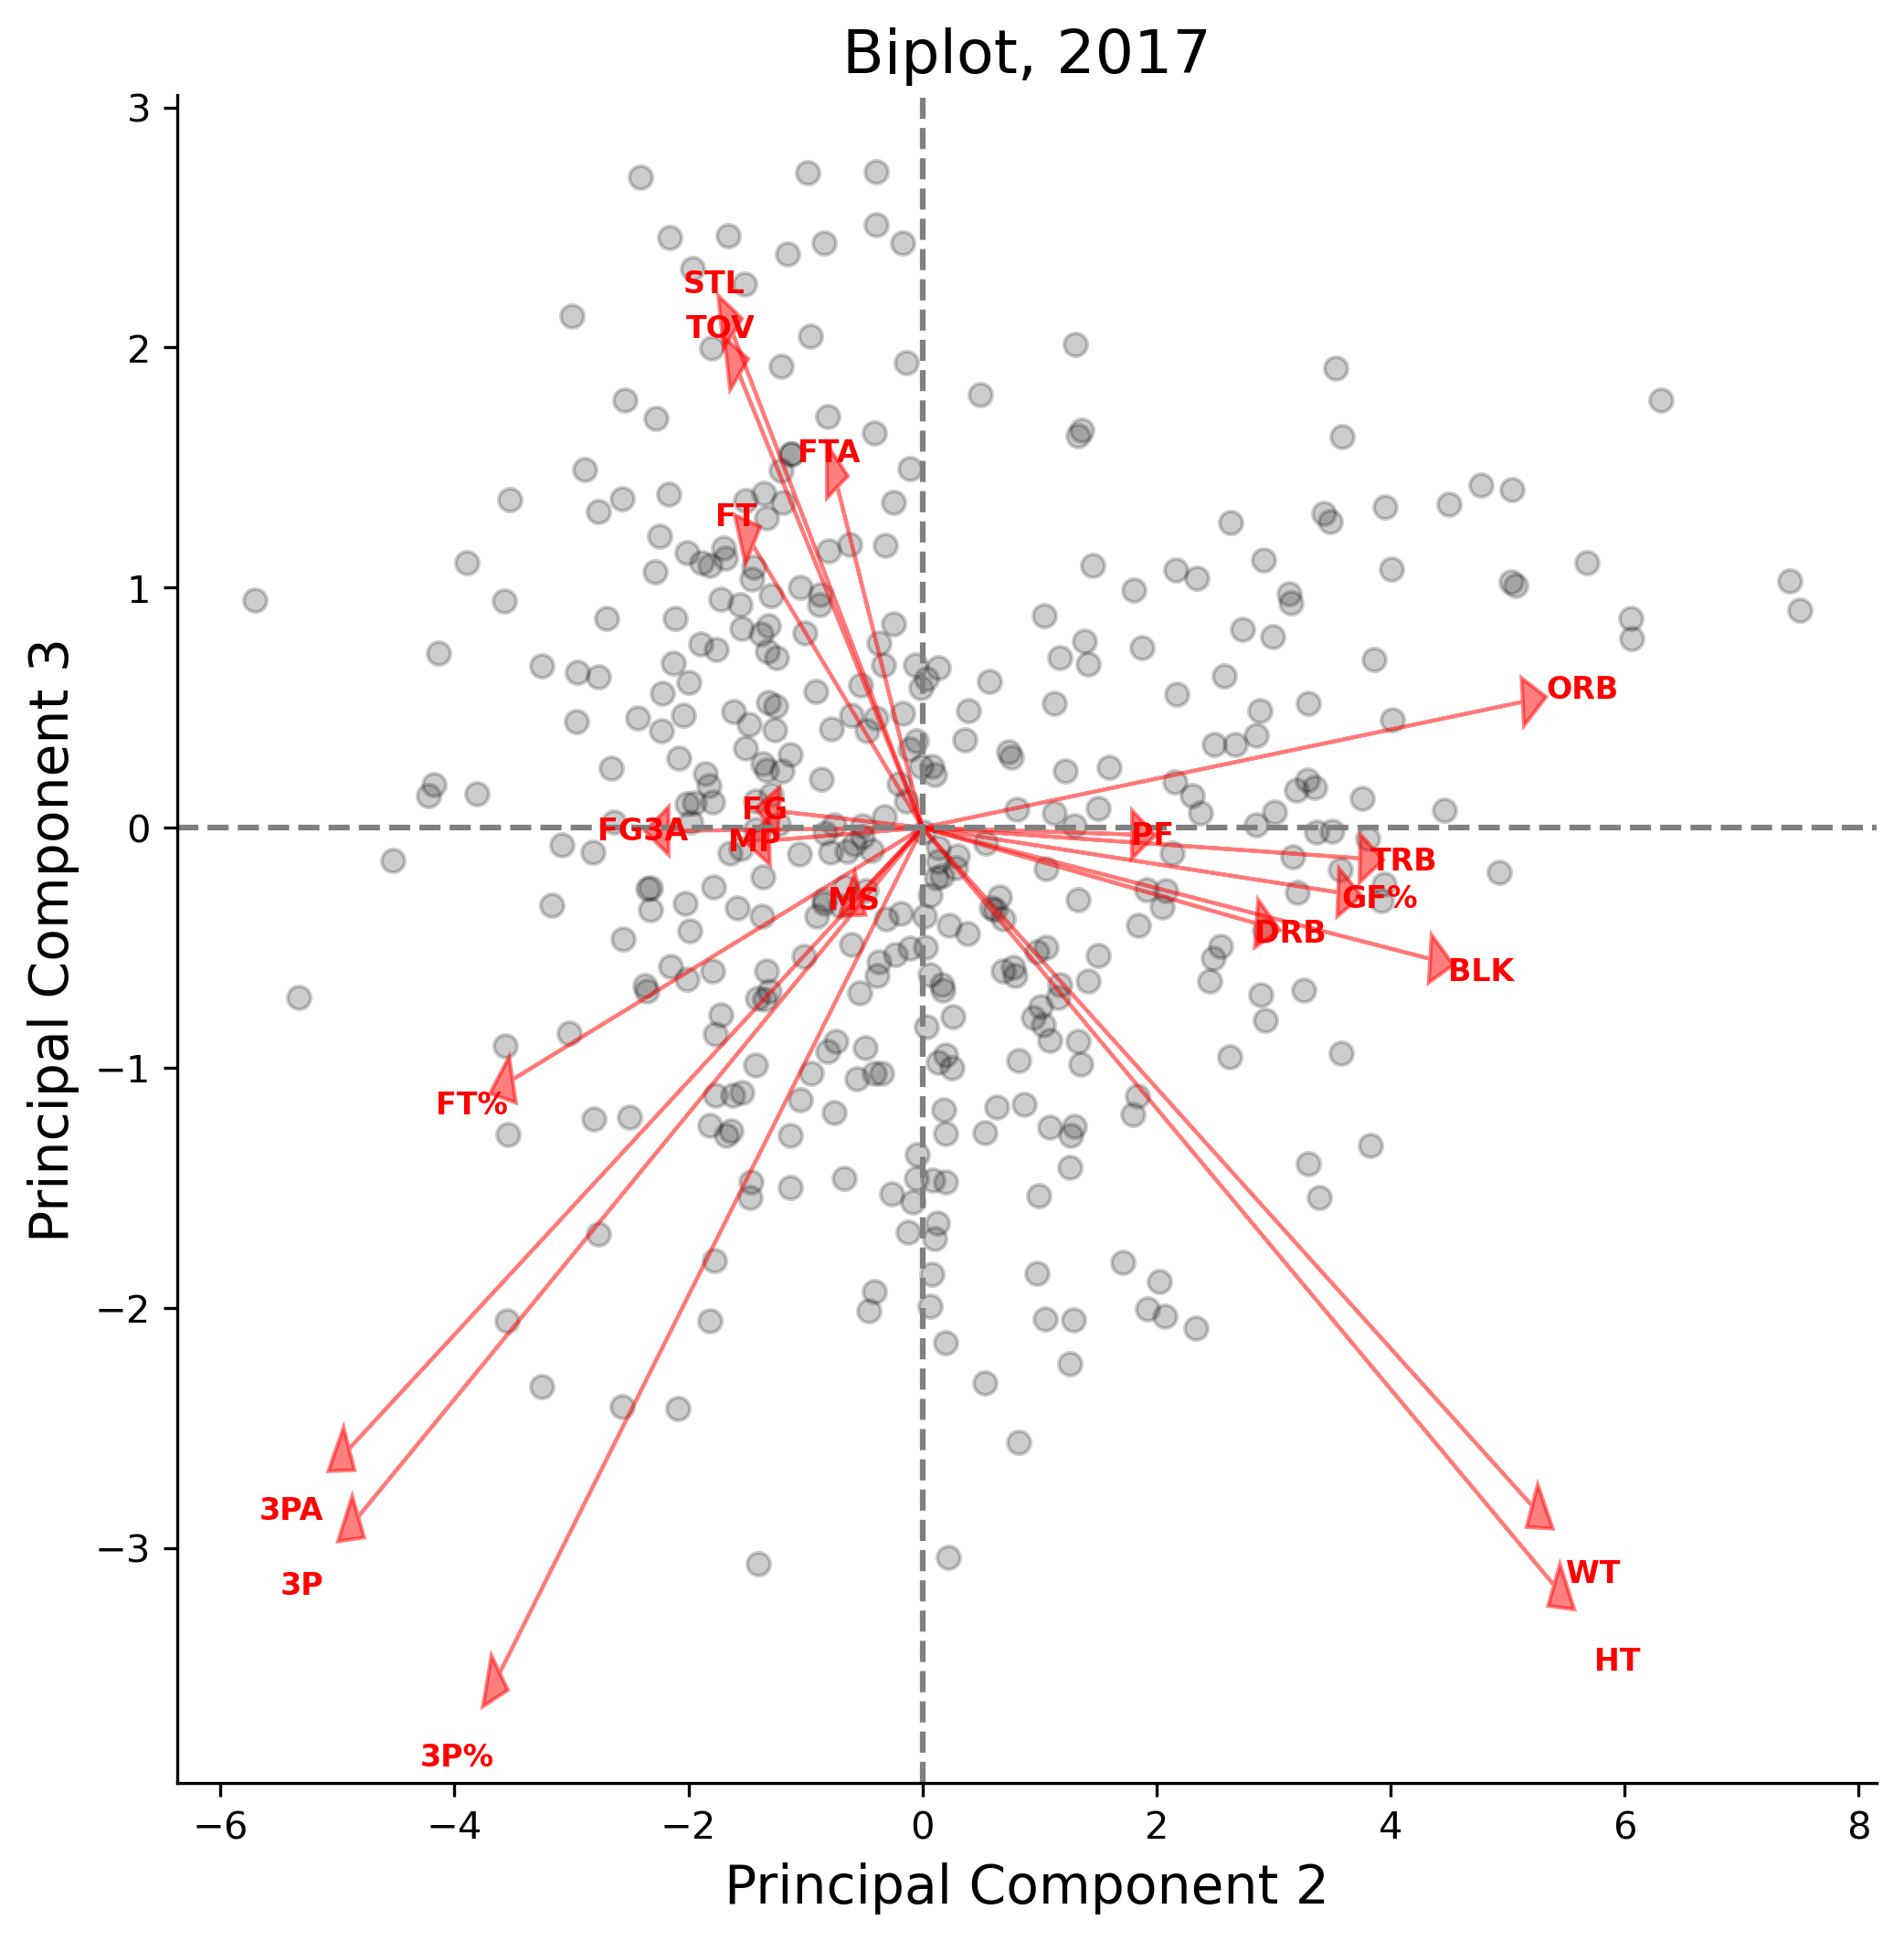 Biplot, 2017
3
2
1
0
−1
−2
−3
Principal Component 3
STL
TOV
FTA
FT
ORB
FG
FG3A
MP
PF
TRB
MS
GF%
DRB
BLK
FT%
3PA
3P
WT
HT
3P%
−6 −4 −2 0 2 4 6 8
Principal Component 2